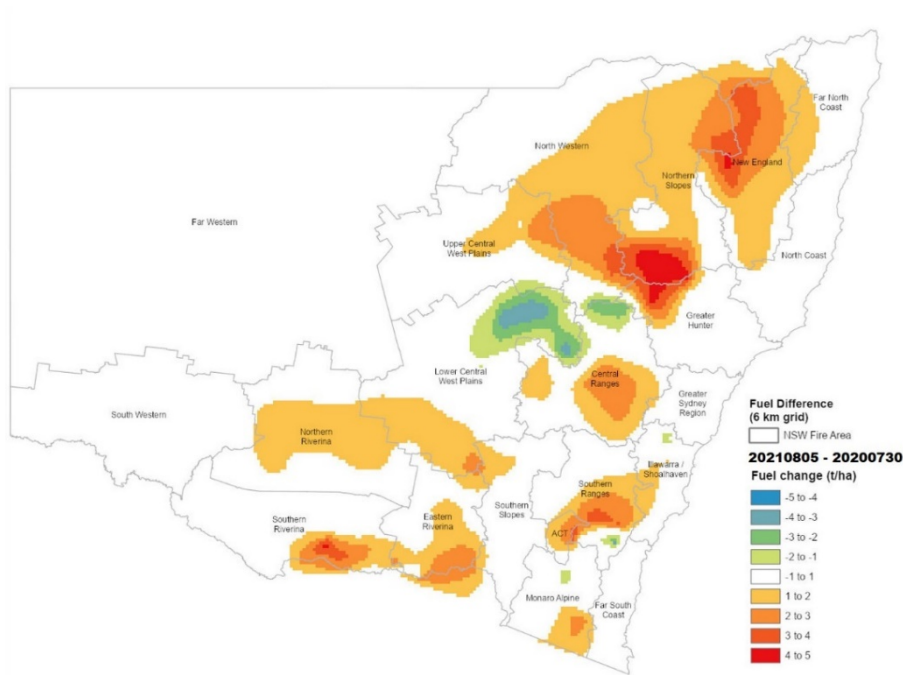 Far North
Coast
North Western
New England
Northern
Slopes
Far Western
Upper Central
West Plains
North Coast
Greater
Hunter
Lower Central
West Plains
Central
Ranges
Greater
Sydney
Region
South Western
Northern
Riverina
Illawarra /
Shoalhaven
Southern
Ranges
Southern
Slopes
Southern
Riverina
Eastern
Riverina
ACT
Monaro Alpine
Far South
Coast
Fuel Difference
(6 km grid)
NSW Fire Area
20210805 - 20200730
Fuel change (t/ha)
-5 to -4
-4 to -3
-3 to -2
-2 to -1
-1 to 1
1 to 2
2 to 3
3 to 4
4 to 5